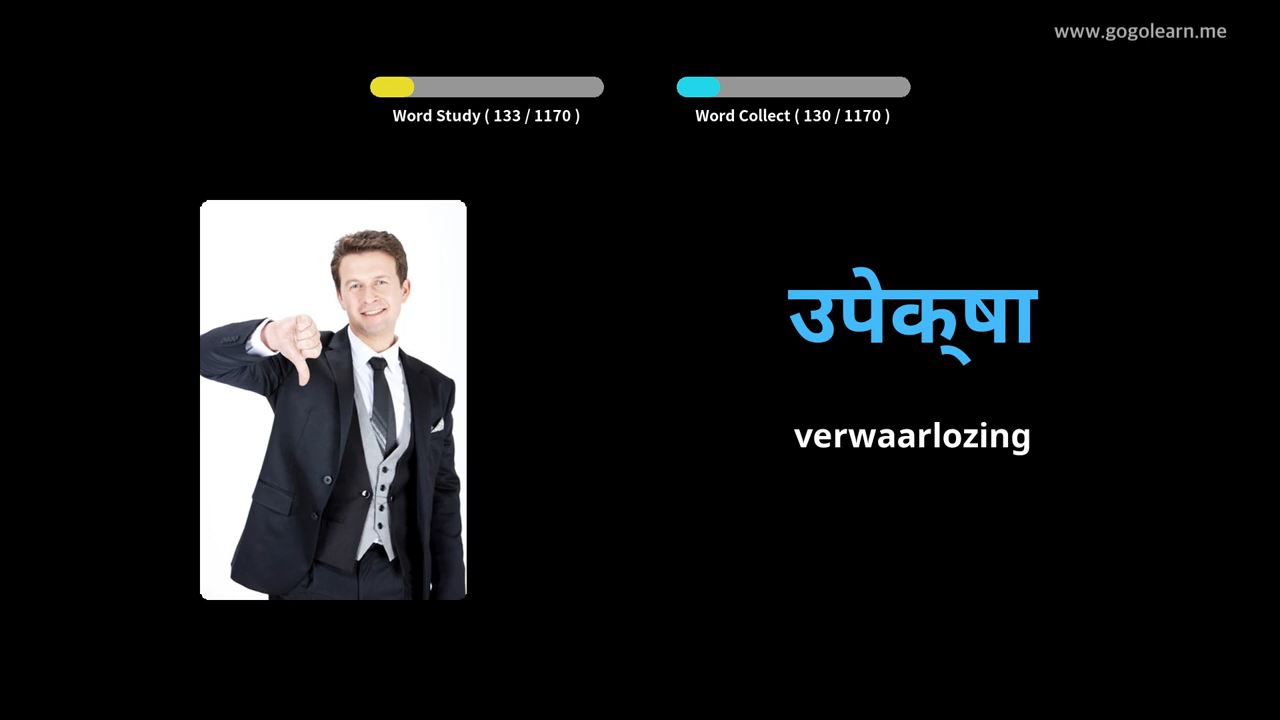 www.gogolearn.me
Word Study ( 133 / 1170 )
Word Collect ( 130 / 1170 )
उपेक्‌षा
verwaarlozing